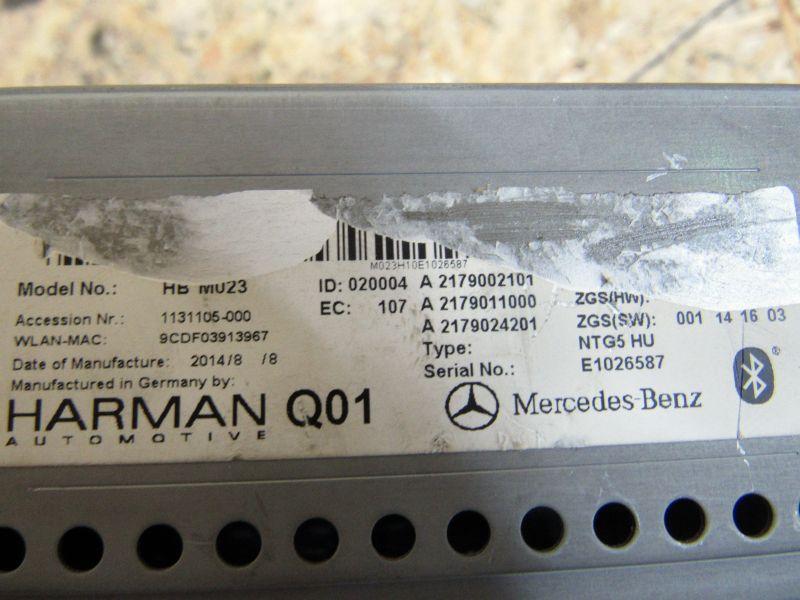 M023H10E1026587
Model No.: HB M023 ID: 020004 A 2179002101
EC: 107 A 2179011000 ZGS(HW):
Accession Nr.: 1131105-000 A 2179024201 ZGS(SW): 001 14 16 03
WLAN-MAC: 9CDF03913967 Type: NTG5 HU
Date of Manufacture: 2014/8 /8 Serial No.: E1026587
Manufactured in Germany by:
HARMAN Q01 Mercedes-Benz ®
AUTOMOTIVE